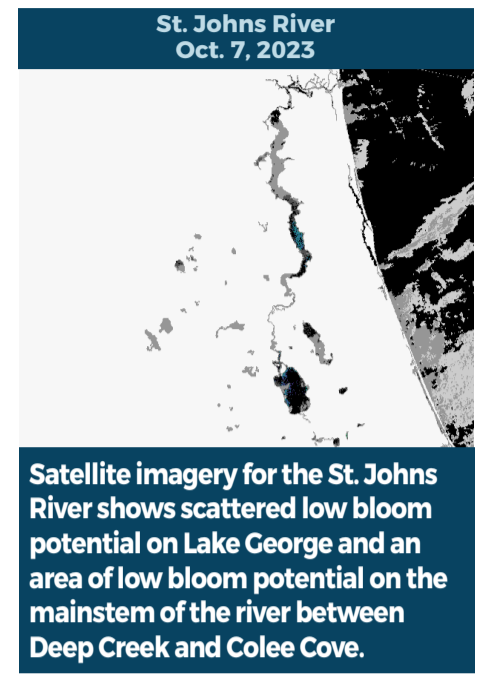 St. Johns River
Oct. 7, 2023
Satellite imagery for the St. Johns
River shows scattered low bloom
potential on Lake George and an
area of low bloom potential on the
mainstem of the river between
Deep Creek and Colee Cove.